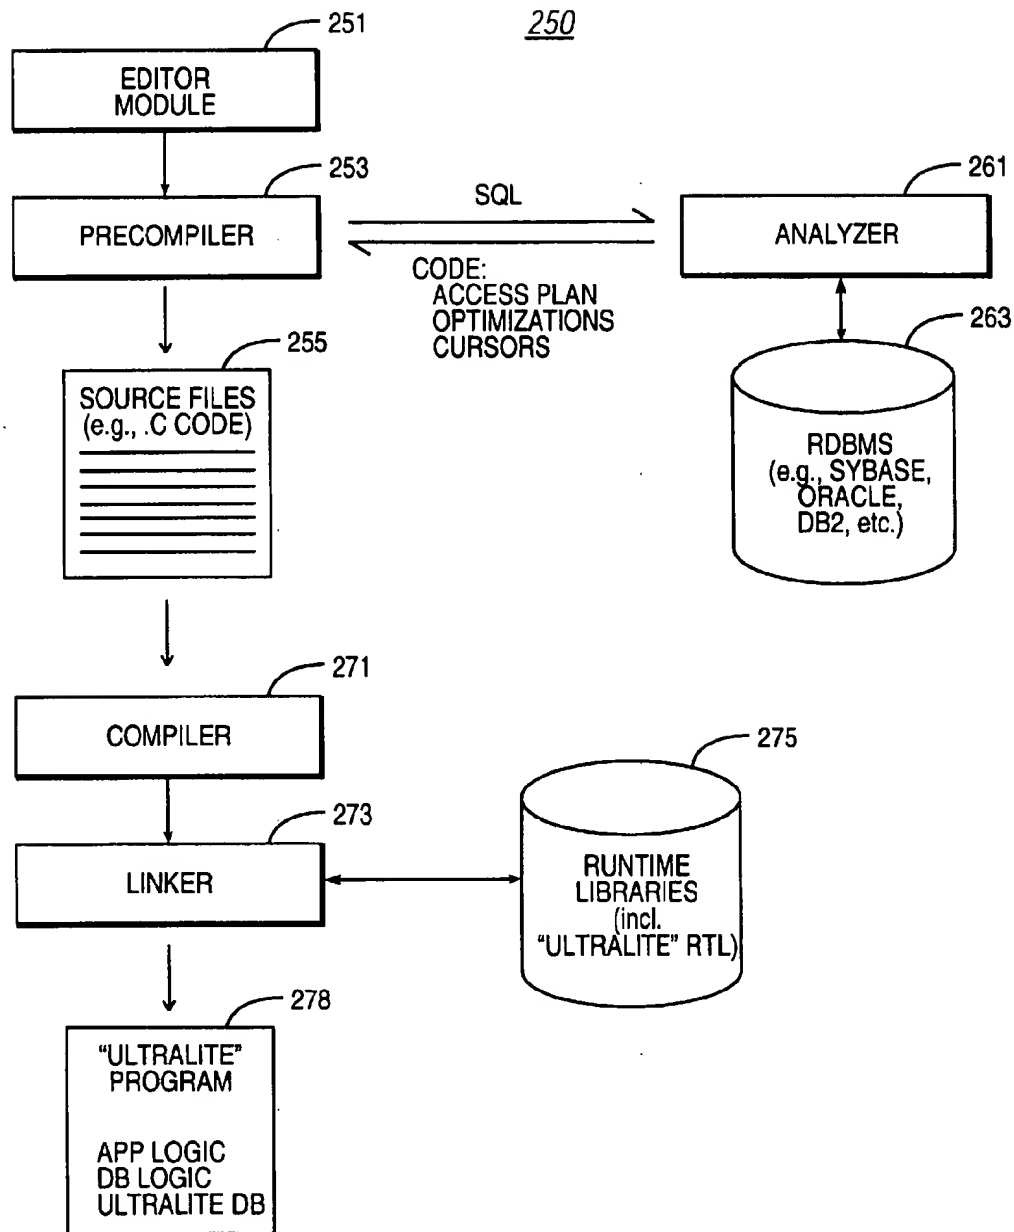 250
251
EDITOR
MODULE
253
PRECOMPILER
SQL
CODE:
ACCESS PLAN
OPTIMIZATIONS
CURSORS
261
ANALYZER
263
RDBMS
(e.g., SYBASE,
ORACLE,
DB2, etc.)
255
SOURCE FILES
(e.g., .C CODE)
271
COMPILER
273
LINKER
275
RUNTIME
LIBRARIES
(incl.
"ULTRALITE" RTL)
278
"ULTRALITE"
PROGRAM
APP LOGIC
DB LOGIC
ULTRALITE DB